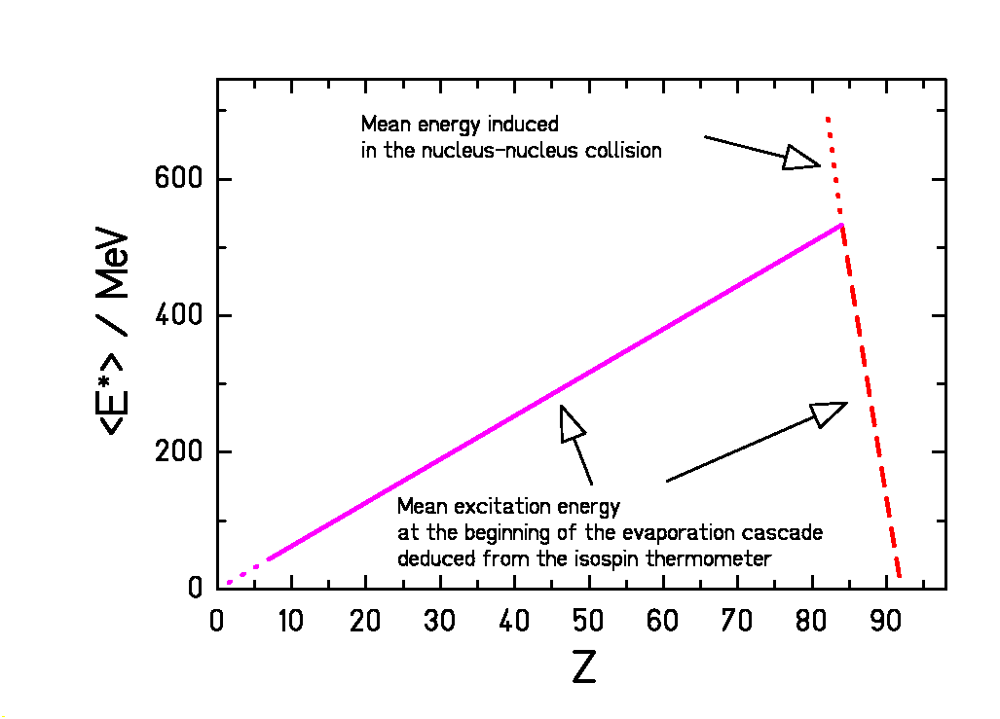 Mean energy induced
in the nucleus-nucleus collision
600
400
200
0
<E*> / MeV
Mean excitation energy
at the beginning of the evaporation cascade
deduced from the isospin thermometer
0 10 20 30 40 50 60 70 80 90
Z